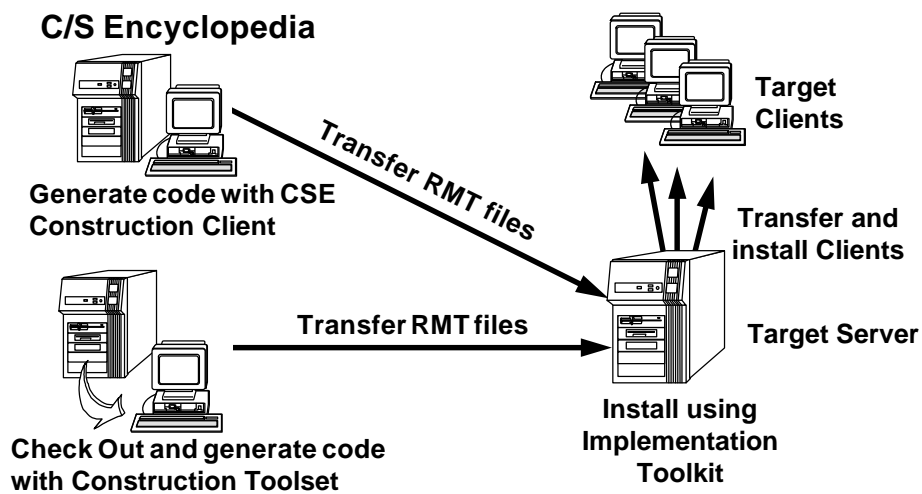 C/S Encyclopedia
Generate code with CSE
Construction Client
Transfer RMT files
Target
Clients
Transfer and
install Clients
Transfer RMT files
Target Server
Check Out and generate code
with Construction Toolset
Install using
Implementation
Toolkit